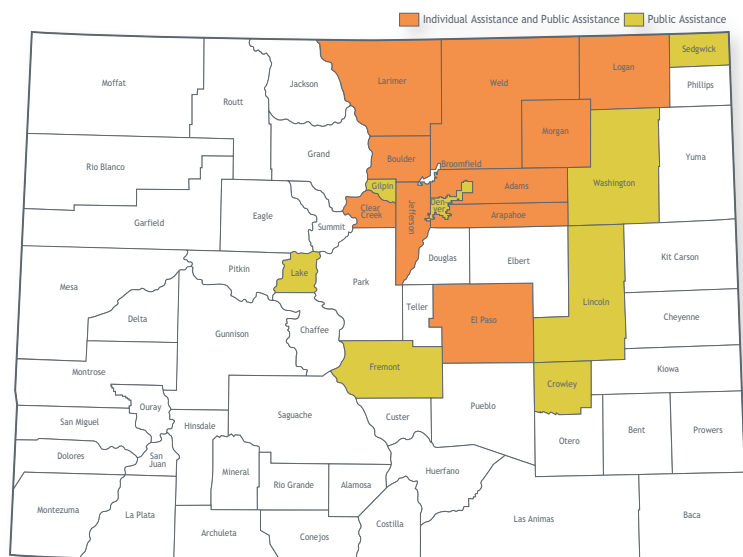 Individual Assistance and Public Assistance
Public Assistance
Sedgwick
Moffat
Routt
Jackson
Larimer
Weld
Logan
Phillips
Morgan
Grand
Boulder
Broomfield
Yuma
Rio Blanco
Gilpin
Adams
Washington
Clear
Creek
Jefferson
Den-
ver
Arapahoe
Eagle
Garfield
Summit
Douglas
Elbert
Kit Carson
Pitkin
Lake
Park
Mesa
Lincoln
Teller
Cheyenne
Delta
Gunnison
Chaffee
El Paso
Montrose
Fremont
Kiowa
Crowley
Ouray
Saguache
Custer
Pueblo
San Miguel
Hinsdale
Bent
Prowers
Otero
Dolores
San
Juan
Mineral
Rio Grande
Alamosa
Huerfano
Montezuma
La Plata
Archuleta
Conejos
Costilla
Las Animas
Baca